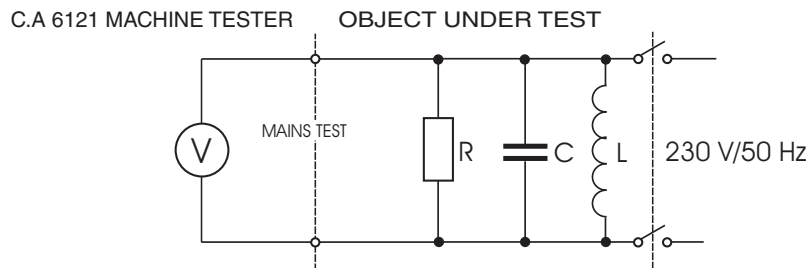 C.A 6121 MACHINE TESTER OBJECT UNDER TEST
MAINS TEST
V
R
C
L
230 V/50 Hz